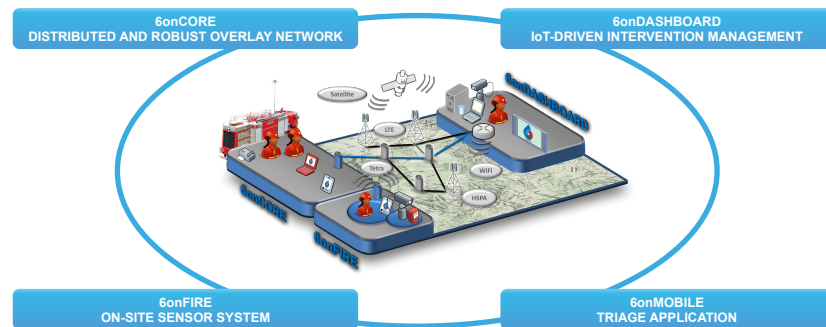 6onCORE
DISTRIBUTED AND ROBUST OVERLAY NETWORK
6onDASHBOARD
IoT-DRIVEN INTERVENTION MANAGEMENT
Satellite
6onDASHBOARD
LTE
Tetra
WiFi
HSPA
6onCORE
6onFIRE
6onFIRE
ON-SITE SENSOR SYSTEM
6onMOBILE
TRIAGE APPLICATION